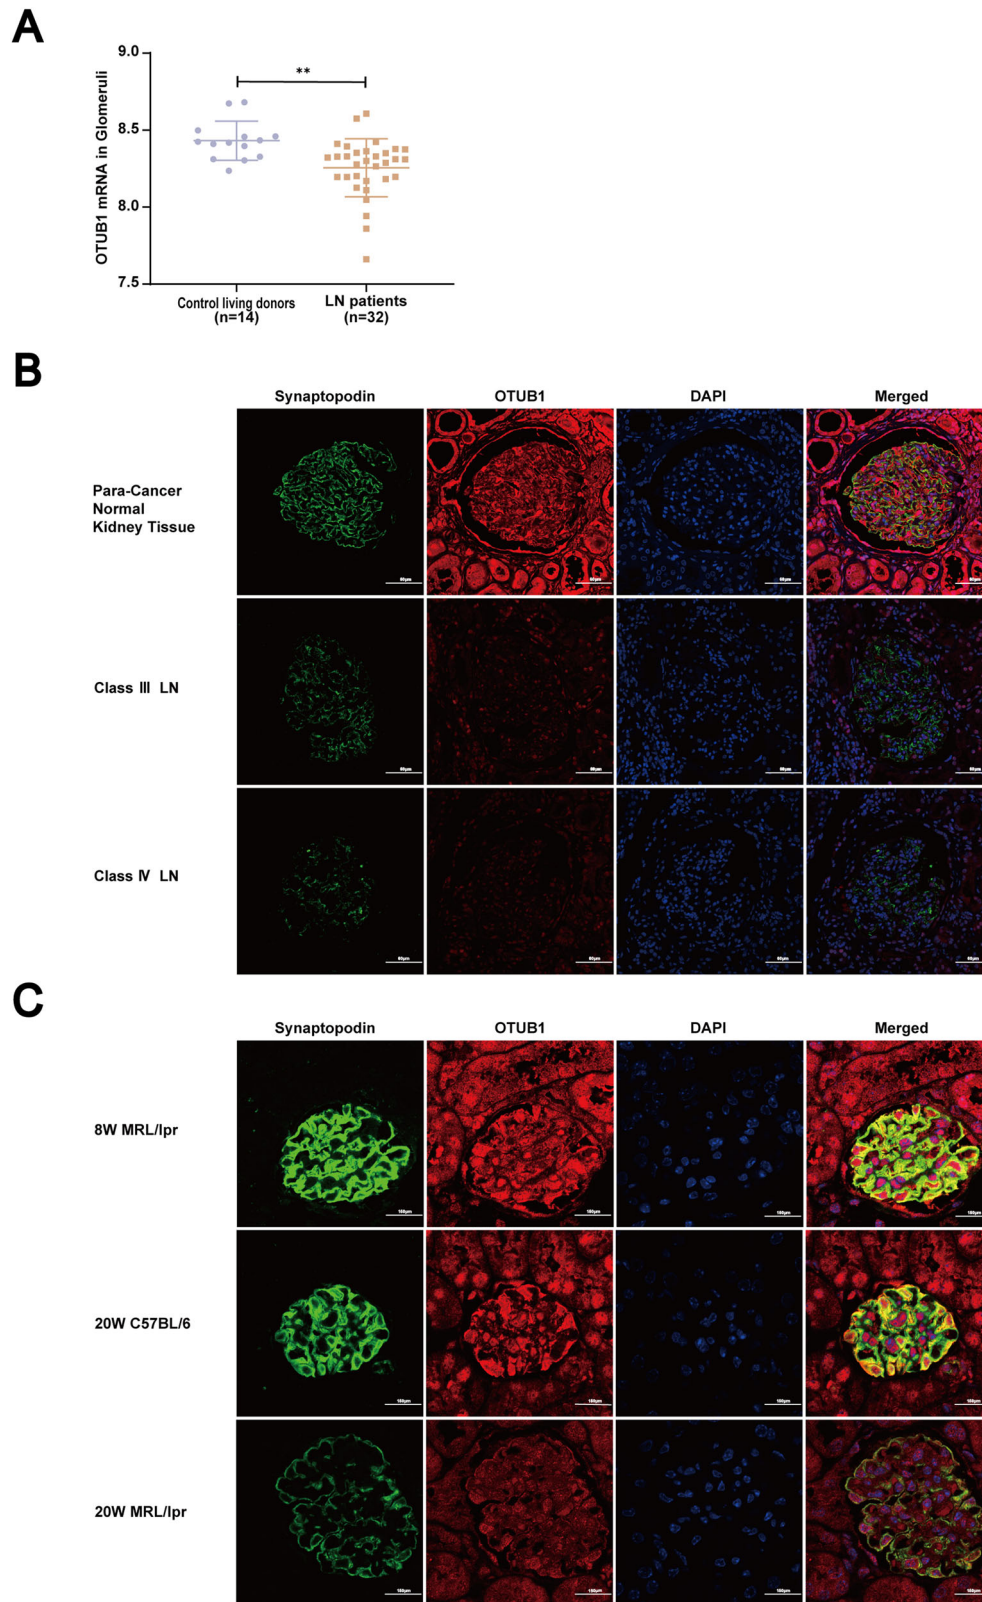 A
9.0
**
8.5
8.0
7.5
OTUB1 mRNA in Glomeruli
Control living donors
(n=14)
LN patients
(n=32)
B
Synaptopodin OTUB1 DAPI Merged
Para-Cancer
Normal
Kidney Tissue
Class Ⅲ LN
Class Ⅳ LN
C
Synaptopodin OTUB1 DAPI Merged
8W MRL/lpr
20W C57BL/6
20W MRL/lpr